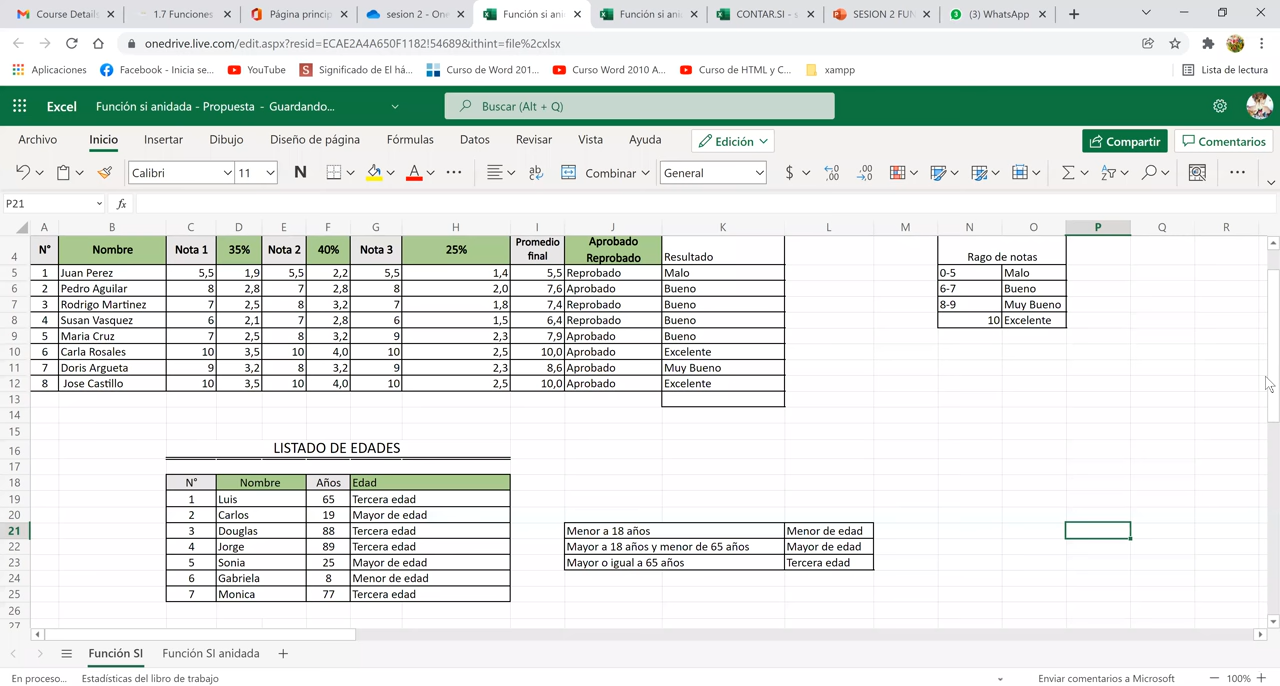 Course Details
1.7 Funciones
Página princip
sesion 2 - One
Función si ani
Función si ani
CONTAR.SI - s
SESION 2 FUN
(3) WhatsApp
onedrive.live.com/edit.aspx?resid=ECAE2A4A650F1182!54689&ithint=file%2cxlsx
Aplicaciones
Facebook - Inicia se...
YouTube
Significado de El há...
Curso de Word 201...
Curso Word 2010 A...
Curso de HTML y C...
xampp
Lista de lectura
Excel
Función si anidada - Propuesta - Guardando...
Buscar (Alt + Q)
Archivo Inicio Insertar Dibujo Diseño de página Fórmulas Datos Revisar Vista Ayuda Edición Compartir Comentarios
Calibri 11 N Combinar General $
P21 fx
A B C D E F G H I J K L M N O P Q R
4 N° Nombre Nota 1 35% Nota 2 40% Nota 3 25% Promedio final Aprobado Reprobado Resultado Rago de notas
5 1 Juan Perez 5,5 1,9 5,5 2,2 5,5 1,4 5,5 Reprobado Malo 0-5 Malo
6 2 Pedro Aguilar 8 2,8 7 2,8 8 2,0 7,6 Aprobado Bueno 6-7 Bueno
7 3 Rodrigo Martinez 7 2,5 8 3,2 7 1,8 7,4 Reprobado Bueno 8-9 Muy Bueno
8 4 Susan Vasquez 6 2,1 7 2,8 6 1,5 6,4 Reprobado Bueno 10 Excelente
9 5 Maria Cruz 7 2,5 8 3,2 9 2,3 7,9 Aprobado Bueno
10 6 Carla Rosales 10 3,5 10 4,0 10 2,5 10,0 Aprobado Excelente
11 7 Doris Argueta 9 3,2 8 3,2 9 2,3 8,6 Aprobado Muy Bueno
12 8 Jose Castillo 10 3,5 10 4,0 10 2,5 10,0 Aprobado Excelente
13
14
15
16 LISTADO DE EDADES
17
18 N° Nombre Años Edad
19 1 Luis 65 Tercera edad
20 2 Carlos 19 Mayor de edad
21 3 Douglas 88 Tercera edad Menor a 18 años Menor de edad
22 4 Jorge 89 Tercera edad Mayor a 18 años y menor de 65 años Mayor de edad
23 5 Sonia 25 Mayor de edad Mayor o igual a 65 años Tercera edad
24 6 Gabriela 8 Menor de edad
25 7 Monica 77 Tercera edad
26
27
Función SI Función SI anidada
En proceso... Estadísticas del libro de trabajo Enviar comentarios a Microsoft 100%